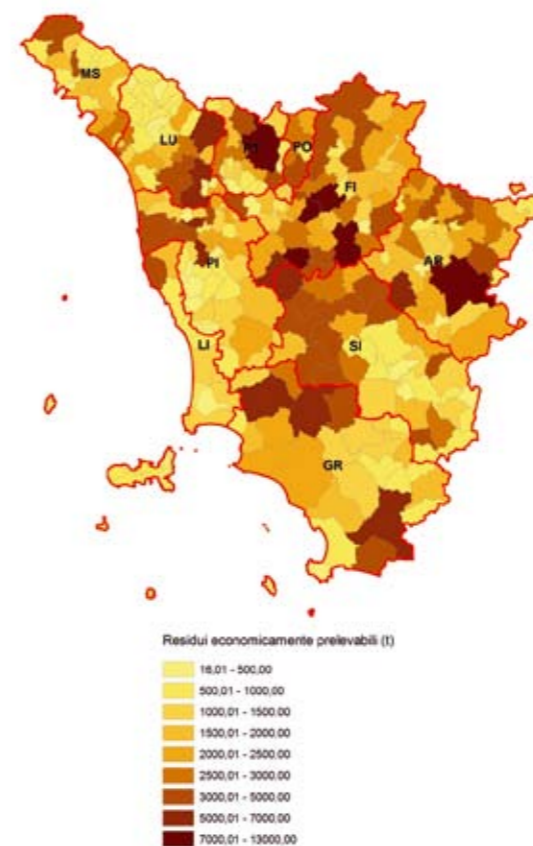 MS
LU
PT
PO
FI
PI
AR
LI
SI
GR
Residui economicamente prelevabili (t)
16,01 - 500,00
500,01 - 1000,00
1000,01 - 1500,00
1500,01 - 2000,00
2000,01 - 2500,00
2500,01 - 3000,00
3000,01 - 5000,00
5000,01 - 7000,00
7000,01 - 13000,00